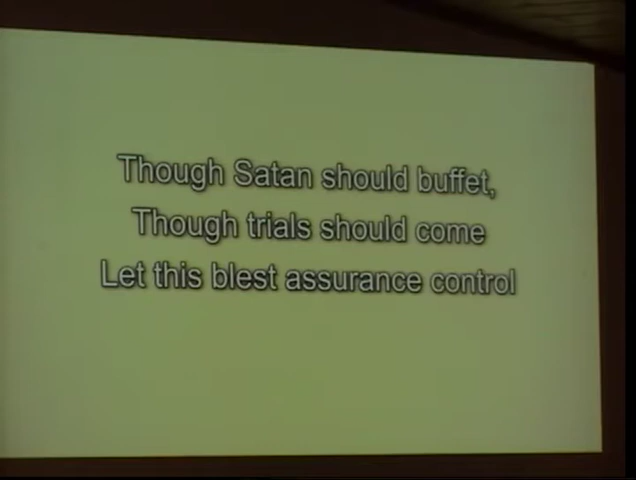 Though Satan should buffet,
Though trials should come
Let this blest assurance control